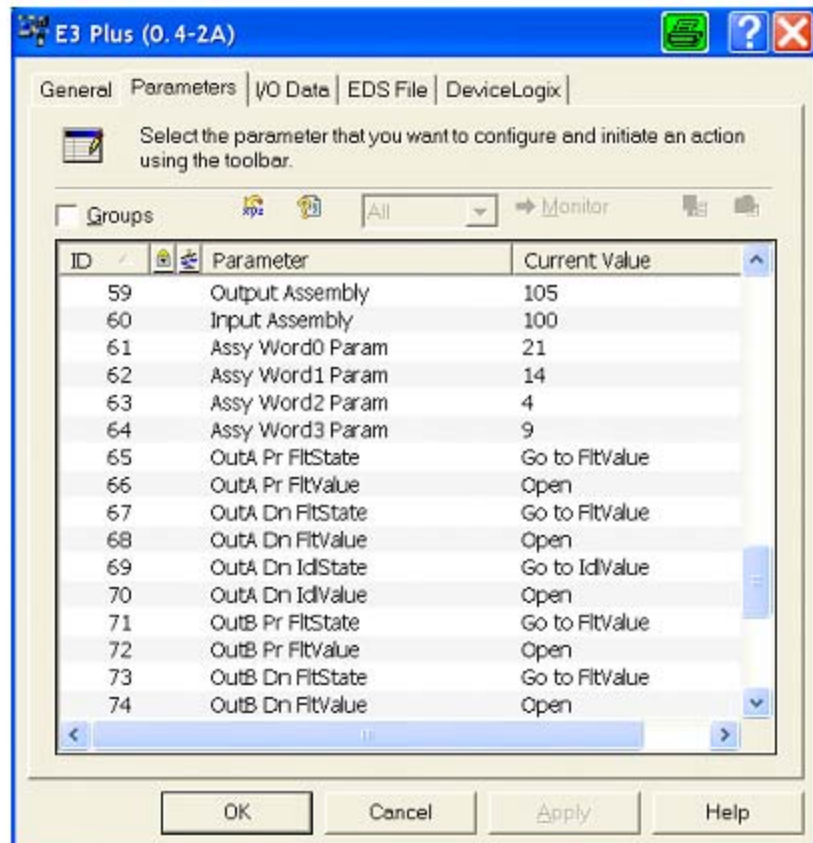 E3 Plus (0.4-2A)
General Parameters I/O Data EDS File DeviceLogix
Select the parameter that you want to configure and initiate an action
using the toolbar.
Groups All Monitor
ID Parameter Current Value
59 Output Assembly 105
60 Input Assembly 100
61 Assy Word0 Param 21
62 Assy Word1 Param 14
63 Assy Word2 Param 4
64 Assy Word3 Param 9
65 OutA Pr FltState Go to FltValue
66 OutA Pr FltValue Open
67 OutA Dn FltState Go to FltValue
68 OutA Dn FltValue Open
69 OutA Dn IdlState Go to IdlValue
70 OutA Dn IdlValue Open
71 OutB Pr FltState Go to FltValue
72 OutB Pr FltValue Open
73 OutB Dn FltState Go to FltValue
74 OutB Dn FltValue Open
OK Cancel Apply Help